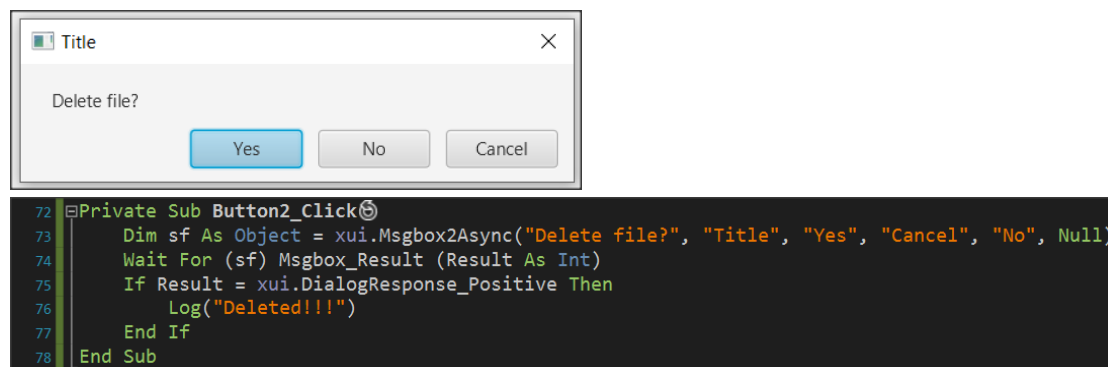 Title
Delete file?
Yes No Cancel
72 Private Sub Button2_Click
73 Dim sf As Object = xui.Msgbox2Async("Delete file?", "Title", "Yes", "Cancel", "No", Null)
74 Wait For (sf) Msgbox_Result (Result As Int)
75 If Result = xui.DialogResponse_Positive Then
76 Log("Deleted!!!")
77 End If
78 End Sub